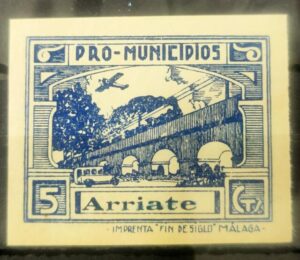 PRO-MUNICIPIOS
5 Arriate Cts
IMPRENTA "FIN DE SIGLO" MÁLAGA